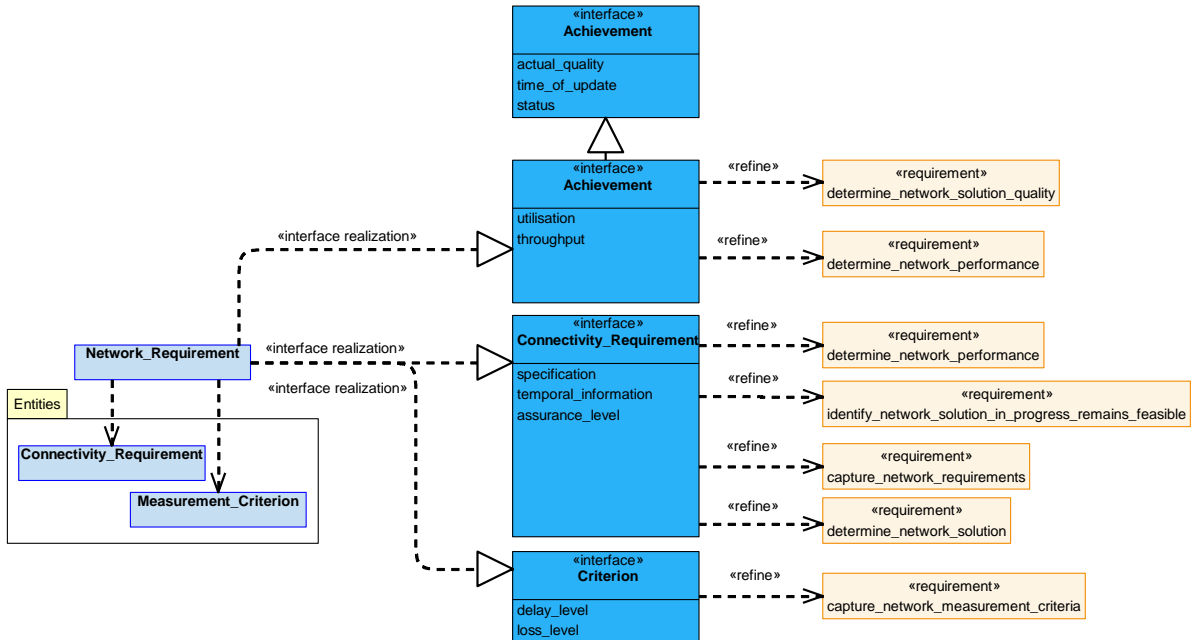 «interface»
Achievement
actual_quality
time_of_update
status
«interface»
Achievement
utilisation
throughput
«refine»
«requirement»
determine_network_solution_quality
«refine»
«requirement»
determine_network_performance
«interface realization»
Network_Requirement
«interface realization»
«interface realization»
Entities
Connectivity_Requirement
Measurement_Criterion
«interface»
Connectivity_Requirement
specification
temporal_information
assurance_level
«refine»
«requirement»
determine_network_performance
«refine»
«requirement»
identify_network_solution_in_progress_remains_feasible
«refine»
«requirement»
capture_network_requirements
«refine»
«requirement»
determine_network_solution
«interface»
Criterion
delay_level
loss_level
«refine»
«requirement»
capture_network_measurement_criteria